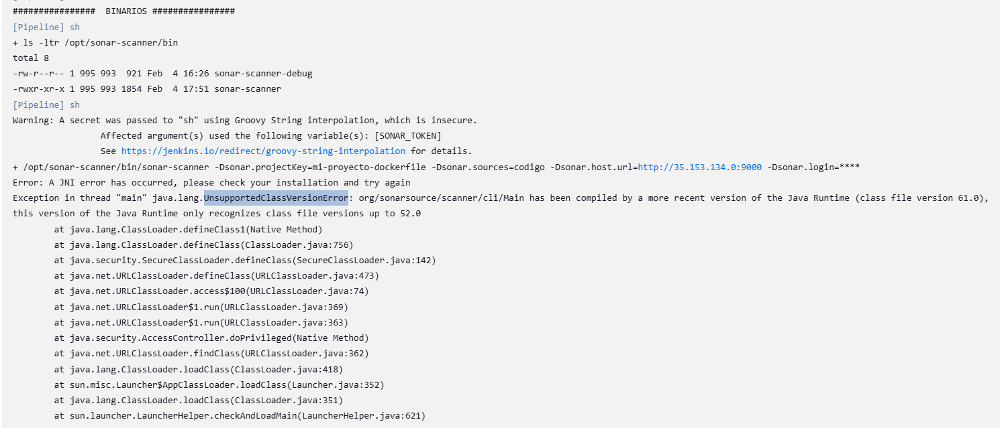 ################  BINARIOS ################
[Pipeline] sh
+ ls -ltr /opt/sonar-scanner/bin
total 8
-rw-r--r-- 1 995 993  921 Feb  4 16:26 sonar-scanner-debug
-rwxr-xr-x 1 995 993 1854 Feb  4 17:51 sonar-scanner
[Pipeline] sh
Warning: A secret was passed to "sh" using Groovy String interpolation, which is insecure.
Affected argument(s) used the following variable(s): [SONAR_TOKEN]
See https://jenkins.io/redirect/groovy-string-interpolation for details.
+ /opt/sonar-scanner/bin/sonar-scanner -Dsonar.projectKey=mi-proyecto-dockerfile -Dsonar.sources=codigo -Dsonar.host.url=http://35.153.134.0:9000 -Dsonar.login=****
Error: A JNI error has occurred, please check your installation and try again
Exception in thread "main" java.lang.UnsupportedClassVersionError: org/sonarsource/scanner/cli/Main has been compiled by a more recent version of the Java Runtime (class file version 61.0),
this version of the Java Runtime only recognizes class file versions up to 52.0
at java.lang.ClassLoader.defineClass1(Native Method)
at java.lang.ClassLoader.defineClass(ClassLoader.java:756)
at java.security.SecureClassLoader.defineClass(SecureClassLoader.java:142)
at java.net.URLClassLoader.defineClass(URLClassLoader.java:473)
at java.net.URLClassLoader.access$100(URLClassLoader.java:74)
at java.net.URLClassLoader$1.run(URLClassLoader.java:369)
at java.net.URLClassLoader$1.run(URLClassLoader.java:363)
at java.security.AccessController.doPrivileged(Native Method)
at java.net.URLClassLoader.findClass(URLClassLoader.java:362)
at java.lang.ClassLoader.loadClass(ClassLoader.java:418)
at sun.misc.Launcher$AppClassLoader.loadClass(Launcher.java:352)
at java.lang.ClassLoader.loadClass(ClassLoader.java:351)
at sun.launcher.LauncherHelper.checkAndLoadMain(LauncherHelper.java:621)